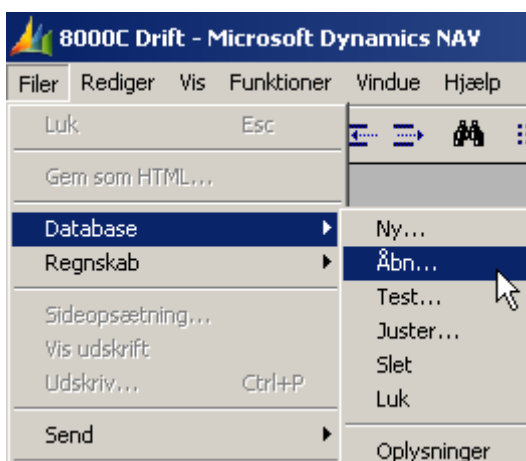 8000C Drift - Microsoft Dynamics NAV
Filer Rediger Vis Funktioner Vindue Hjælp
Luk Esc
Gem som HTML...
Database
Regnskab
Sideopsætning...
Vis udskrift
Udskriv... Ctrl+P
Send
Ny...
Åbn...
Test...
Juster...
Slet
Luk
Oplysninger